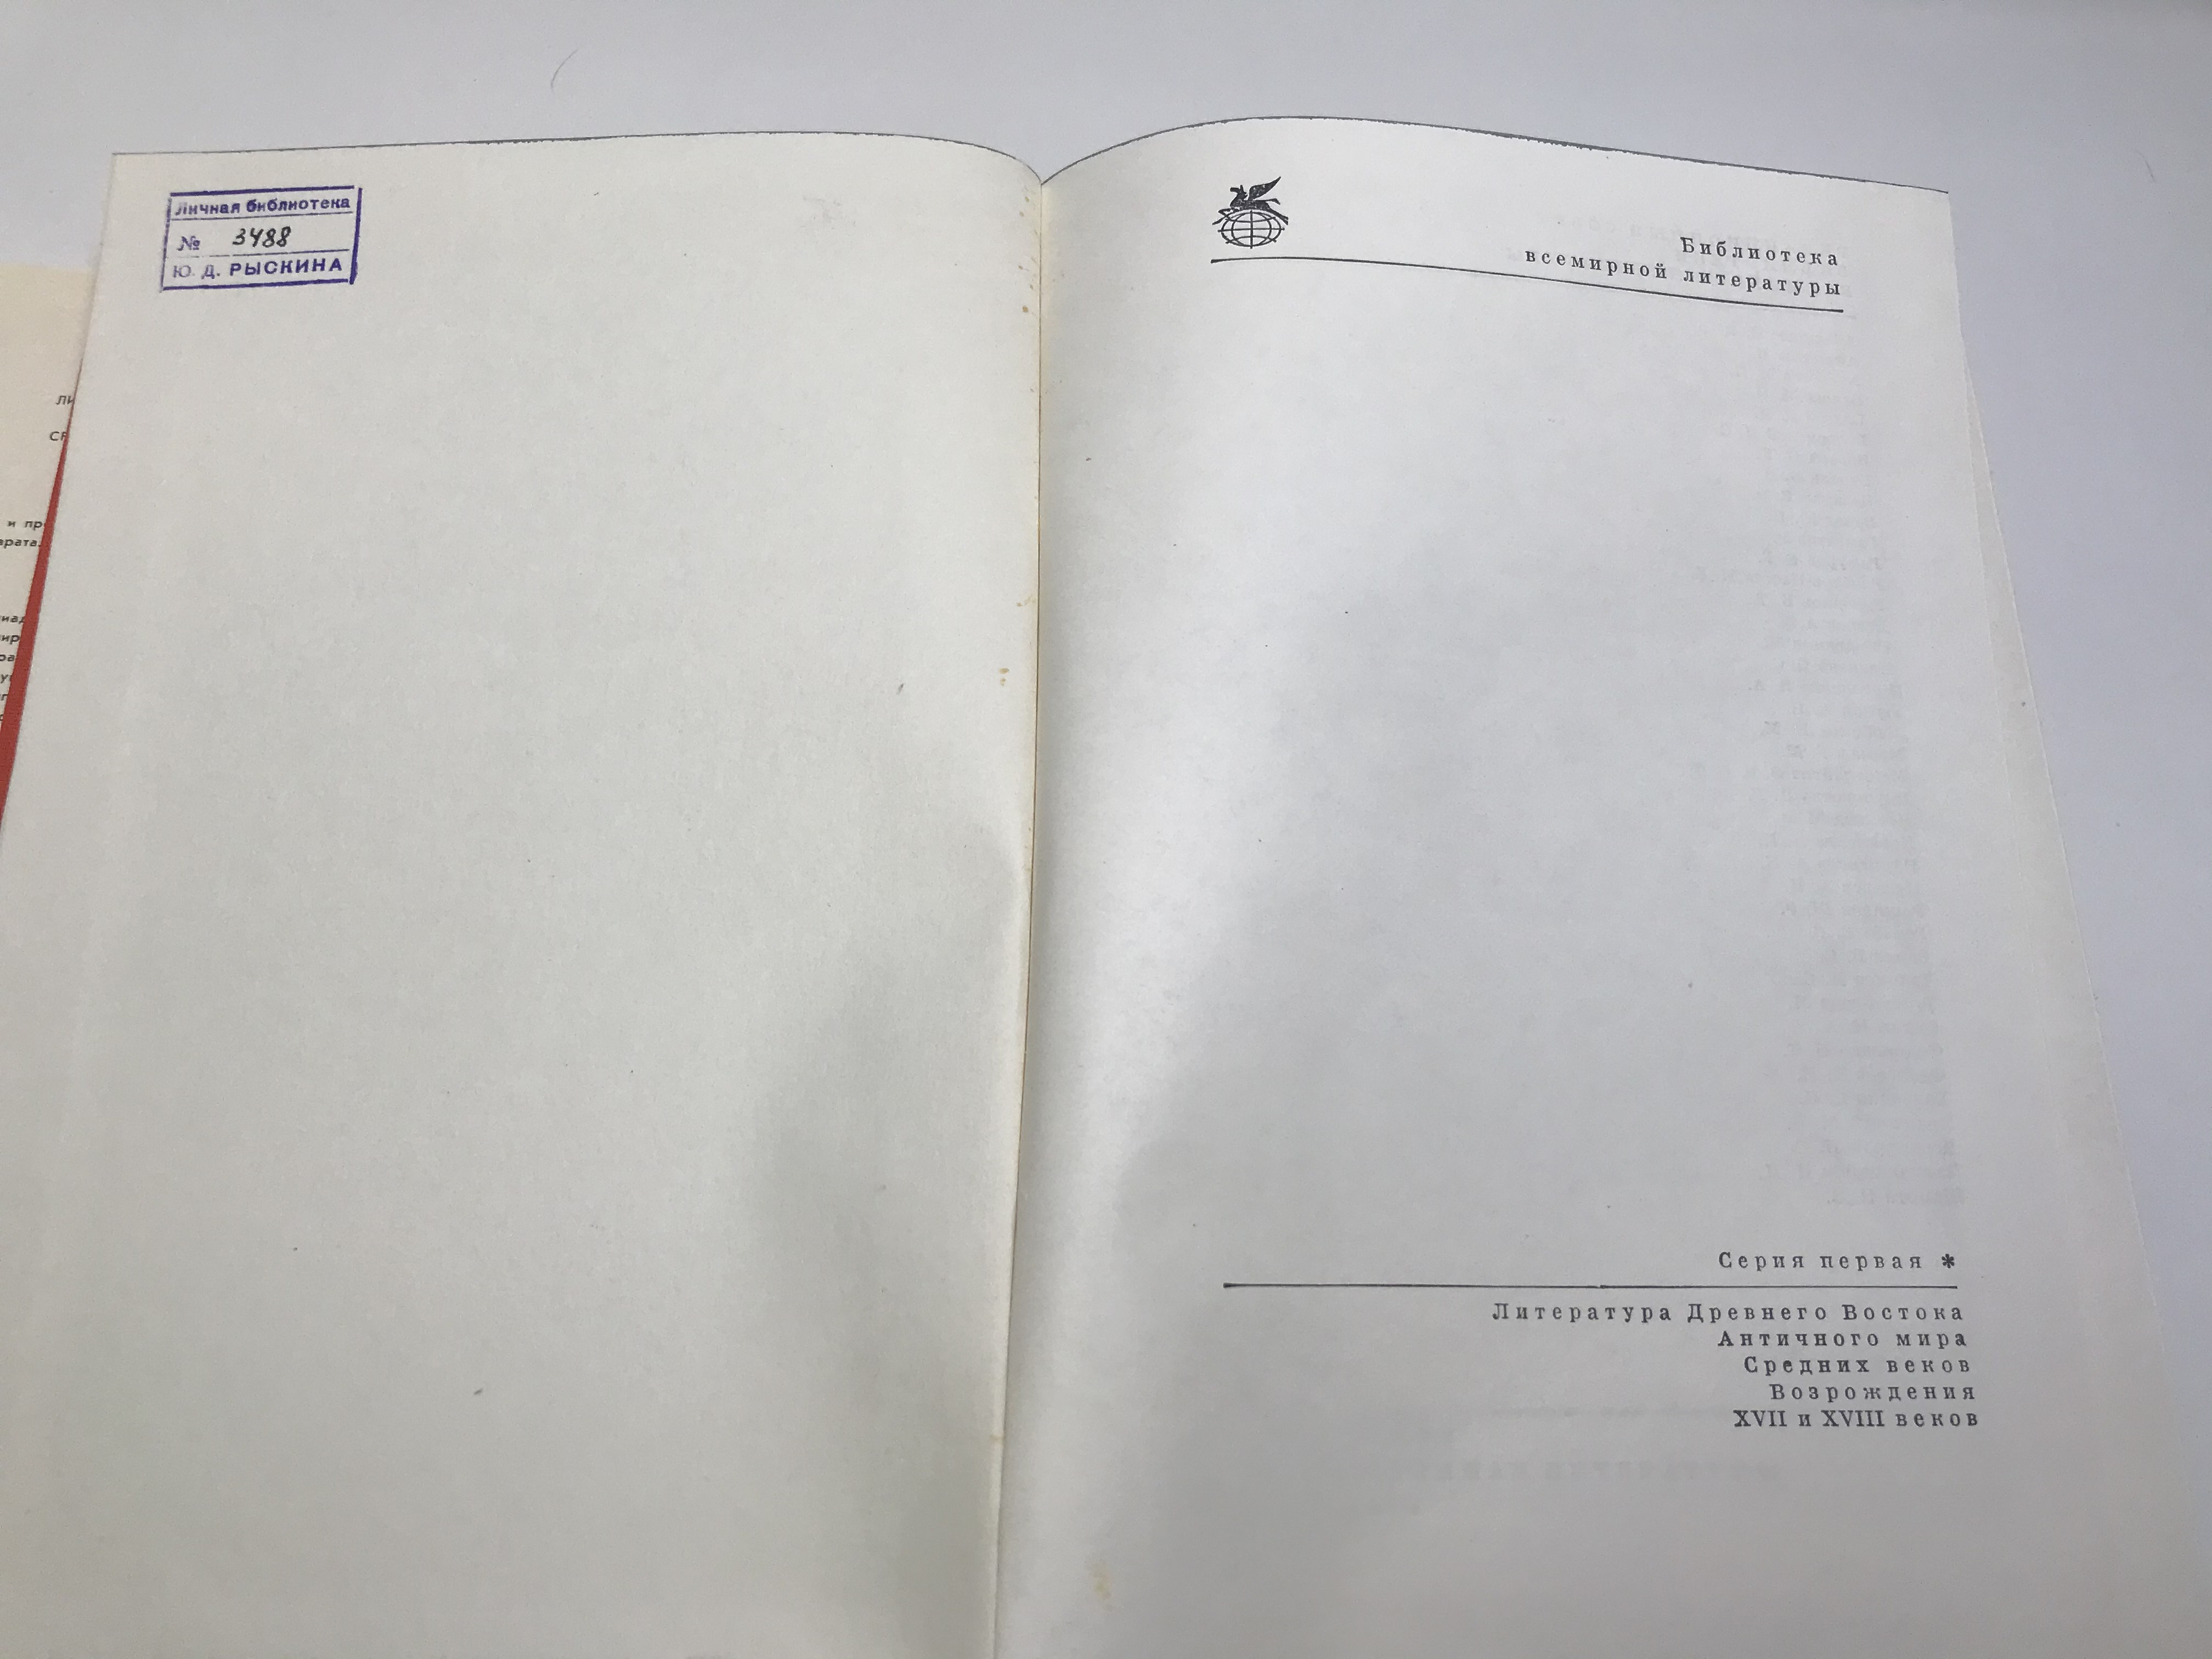 Личная библиотека
№ 3488
Ю. Д. РЫСКИНА
Библиотека
всемирной литературы
Серия первая *
Литература Древнего Востока
Античного мира
Средних веков
Возрождения
XVII и XVIII веков